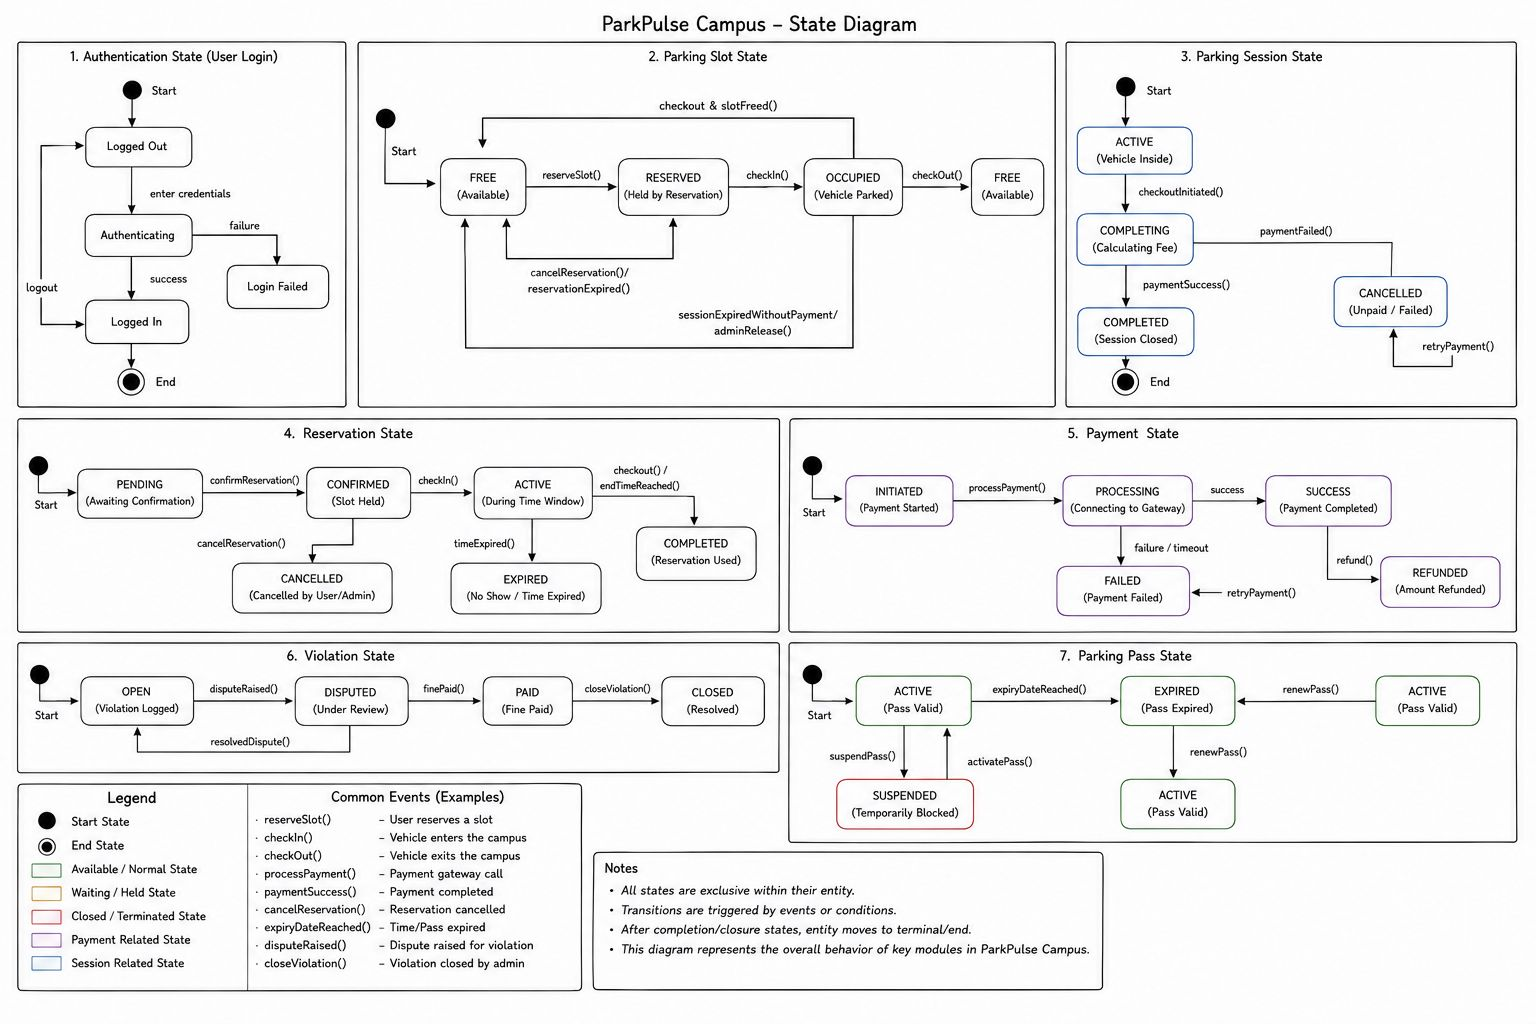 ParkPulse Campus – State Diagram
1. Authentication State (User Login)
Start
Logged Out
enter credentials
Authenticating
failure
success
Login Failed
logout
Logged In
End
2. Parking Slot State
checkout & slotFreed()
Start
FREE
(Available)
reserveSlot()
RESERVED
(Held by Reservation)
checkIn()
OCCUPIED
(Vehicle Parked)
checkOut()
FREE
(Available)
cancelReservation()/
reservationExpired()
sessionExpiredWithoutPayment/
adminRelease()
3. Parking Session State
Start
ACTIVE
(Vehicle Inside)
checkoutInitiated()
COMPLETING
(Calculating Fee)
paymentFailed()
paymentSuccess()
CANCELLED
(Unpaid / Failed)
COMPLETED
(Session Closed)
retryPayment()
End
4. Reservation State
Start
PENDING
(Awaiting Confirmation)
confirmReservation()
CONFIRMED
(Slot Held)
checkIn()
ACTIVE
(During Time Window)
checkout() /
endTimeReached()
cancelReservation()
timeExpired()
COMPLETED
(Reservation Used)
CANCELLED
(Cancelled by User/Admin)
EXPIRED
(No Show / Time Expired)
5. Payment State
Start
INITIATED
(Payment Started)
processPayment()
PROCESSING
(Connecting to Gateway)
success
SUCCESS
(Payment Completed)
failure / timeout
refund()
FAILED
(Payment Failed)
retryPayment()
REFUNDED
(Amount Refunded)
6. Violation State
Start
OPEN
(Violation Logged)
disputeRaised()
DISPUTED
(Under Review)
finePaid()
PAID
(Fine Paid)
closeViolation()
CLOSED
(Resolved)
resolvedDispute()
7. Parking Pass State
Start
ACTIVE
(Pass Valid)
expiryDateReached()
EXPIRED
(Pass Expired)
renewPass()
ACTIVE
(Pass Valid)
suspendPass()
activatePass()
renewPass()
SUSPENDED
(Temporarily Blocked)
ACTIVE
(Pass Valid)
Legend
Start State
End State
Available / Normal State
Waiting / Held State
Closed / Terminated State
Payment Related State
Session Related State
Common Events (Examples)
· reserveSlot() – User reserves a slot
· checkIn() – Vehicle enters the campus
· checkOut() – Vehicle exits the campus
· processPayment() – Payment gateway call
· paymentSuccess() – Payment completed
· cancelReservation() – Reservation cancelled
· expiryDateReached() – Time/Pass expired
· disputeRaised() – Dispute raised for violation
· closeViolation() – Violation closed by admin
Notes
• All states are exclusive within their entity.
• Transitions are triggered by events or conditions.
• After completion/closure states, entity moves to terminal/end.
• This diagram represents the overall behavior of key modules in ParkPulse Campus.